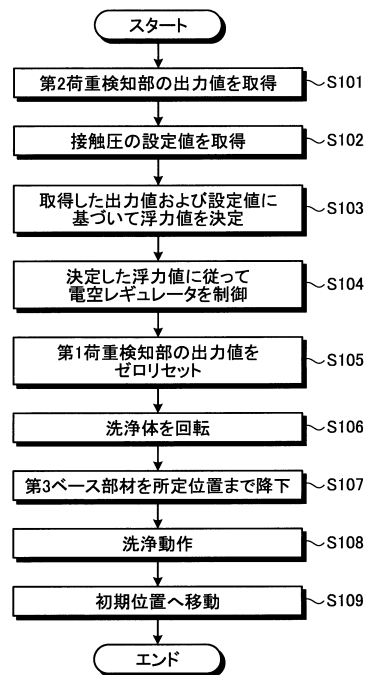 スタート
第2荷重検知部の出力値を取得 S101
接触圧の設定値を取得 S102
取得した出力値および設定値に
基づいて浮力値を決定 S103
決定した浮力値に従って
電空レギュレータを制御 S104
第1荷重検知部の出力値を
ゼロリセット S105
洗浄体を回転 S106
第3ベース部材を所定位置まで降下 S107
洗浄動作 S108
初期位置へ移動 S109
エンド